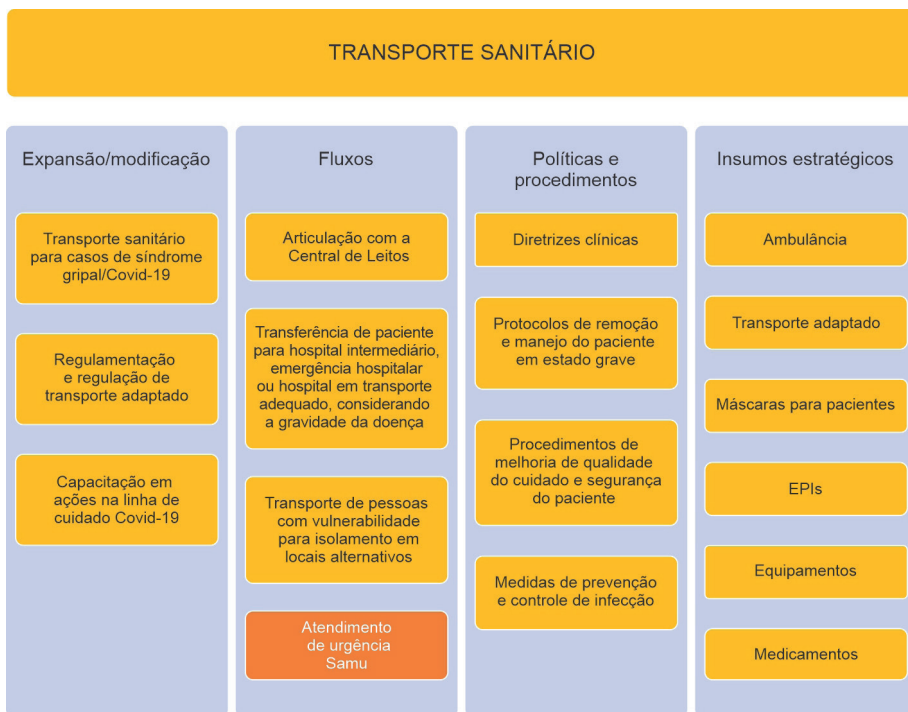 TRANSPORTE SANITÁRIO
Expansão/modificação
Transporte sanitário
para casos de síndrome
gripal/Covid-19
Regulamentação
e regulação de
transporte adaptado
Capacitação em
ações na linha de
cuidado Covid-19
Fluxos
Articulação com a
Central de Leitos
Transferência de paciente
para hospital intermediário,
emergência hospitalar
ou hospital em transporte
adequado, considerando
a gravidade da doença
Transporte de pessoas
com vulnerabilidade
para isolamento em
locais alternativos
Atendimento
de urgência
Samu
Políticas e
procedimentos
Diretrizes clínicas
Protocolos de remoção
e manejo do paciente
em estado grave
Procedimentos de
melhoria de qualidade
do cuidado e segurança
do paciente
Medidas de prevenção
e controle de infecção
Insumos estratégicos
Ambulância
Transporte adaptado
Máscaras para pacientes
EPIs
Equipamentos
Medicamentos